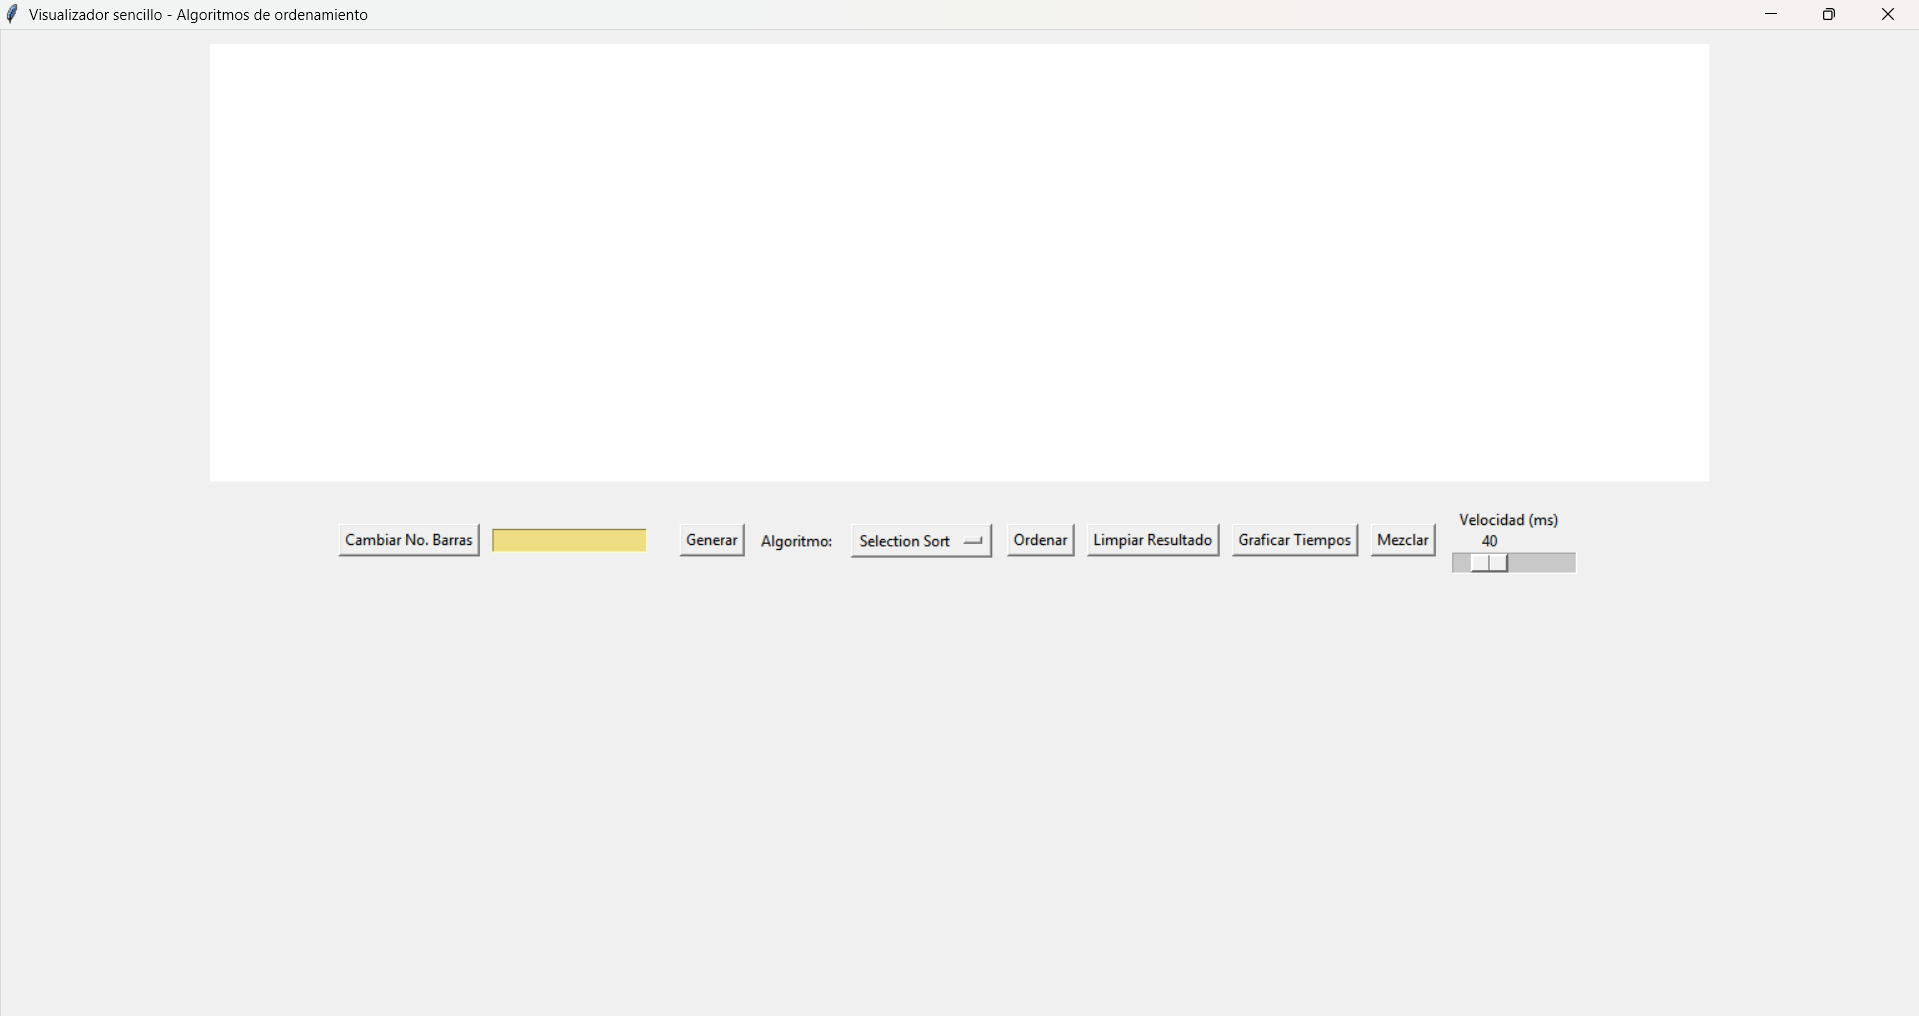 Visualizador sencillo - Algoritmos de ordenamiento
Velocidad (ms)
Cambiar No. Barras Generar Algoritmo: Selection Sort Ordenar Limpiar Resultado Graficar Tiempos Mezclar 40